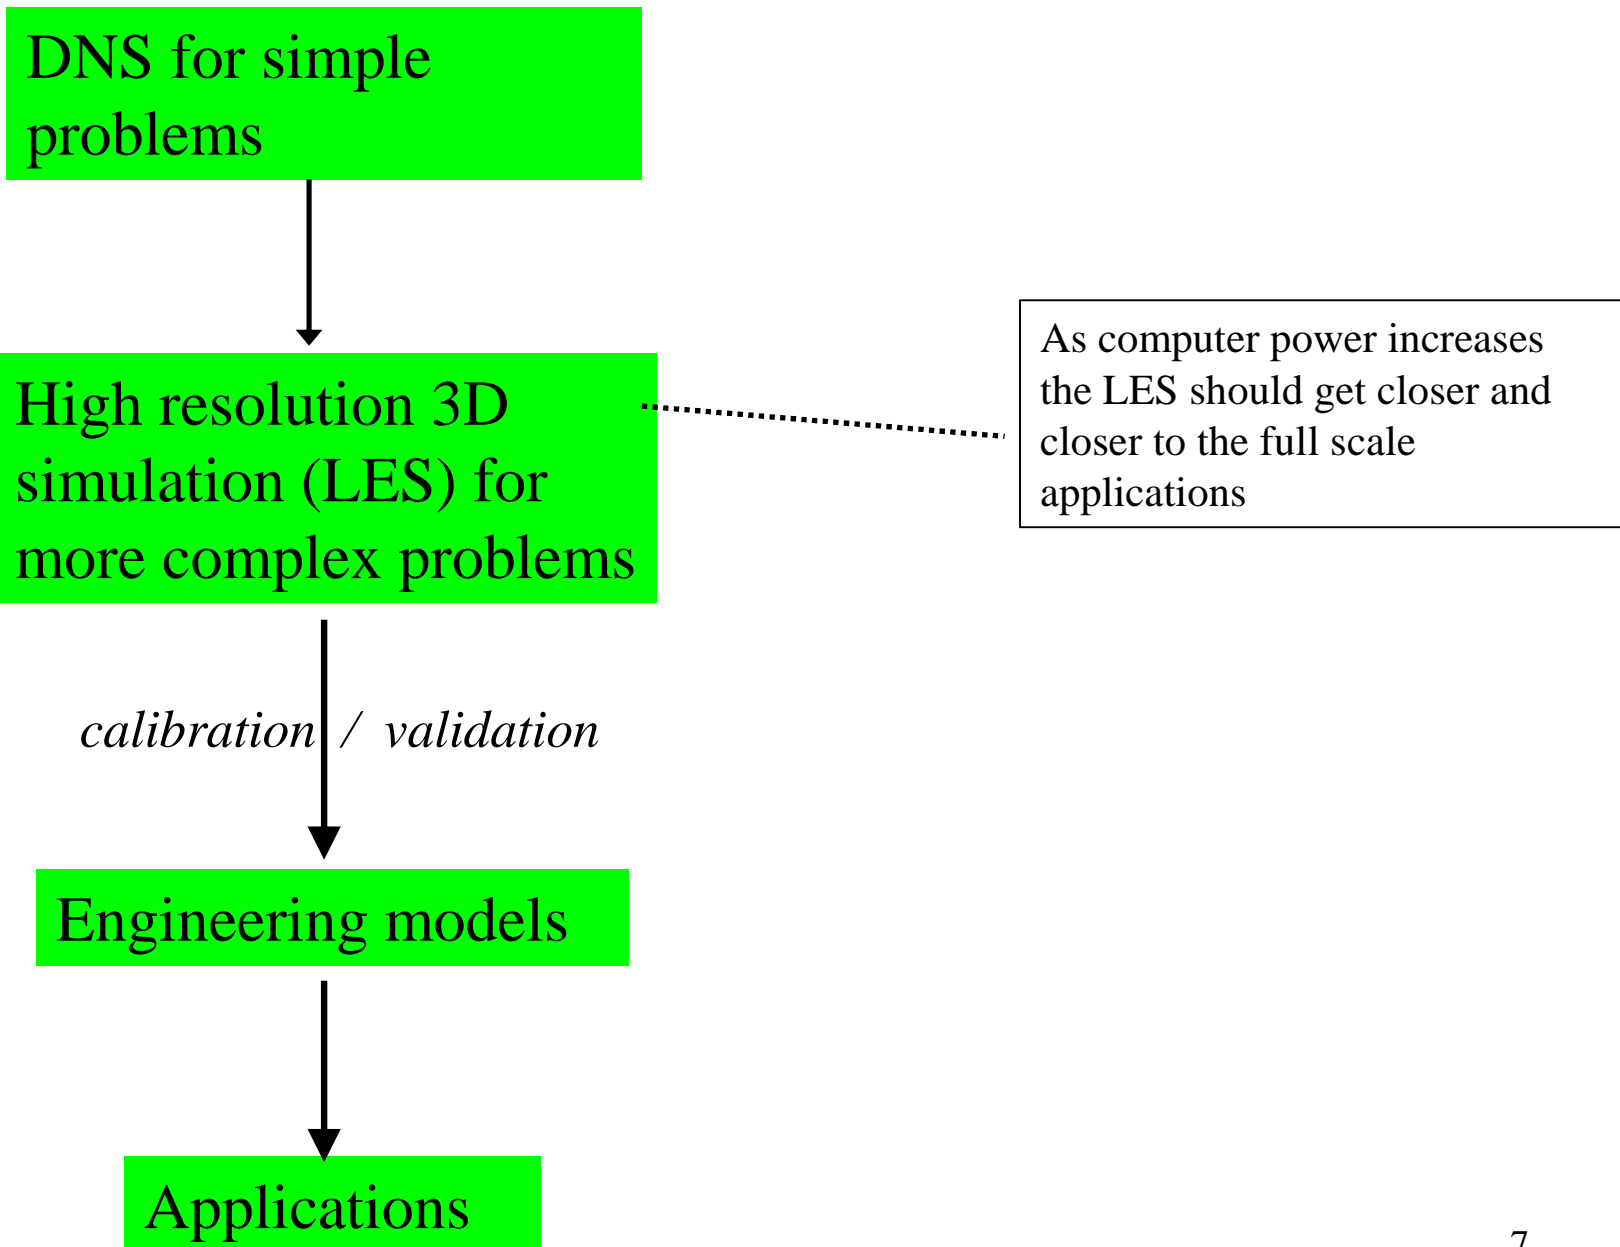 DNS for simple
problems
High resolution 3D
simulation (LES) for
more complex problems
As computer power increases
the LES should get closer and
closer to the full scale
applications
calibration / validation
Engineering models
Applications
7